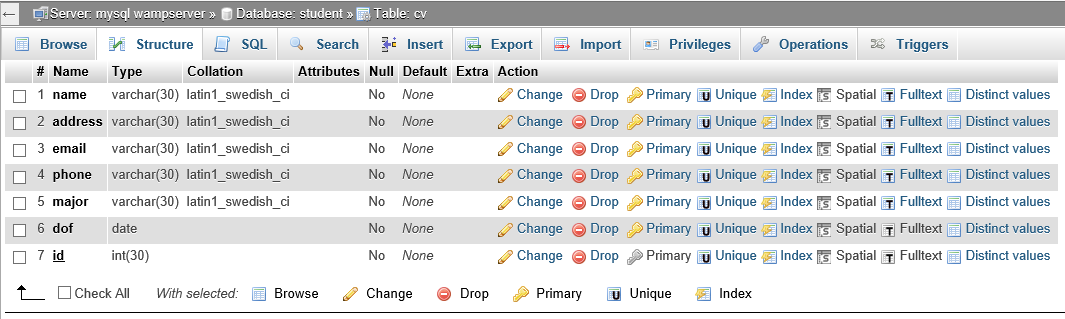 ← Server: mysql wampserver » Database: student » Table: cv
Browse Structure SQL Search Insert Export Import Privileges Operations Triggers
# Name Type Collation Attributes Null Default Extra Action
1 name varchar(30) latin1_swedish_ci No None Change Drop Primary U Unique Index S Spatial T Fulltext Distinct values
2 address varchar(30) latin1_swedish_ci No None Change Drop Primary U Unique Index S Spatial T Fulltext Distinct values
3 email varchar(30) latin1_swedish_ci No None Change Drop Primary U Unique Index S Spatial T Fulltext Distinct values
4 phone varchar(30) latin1_swedish_ci No None Change Drop Primary U Unique Index S Spatial T Fulltext Distinct values
5 major varchar(30) latin1_swedish_ci No None Change Drop Primary U Unique Index S Spatial T Fulltext Distinct values
6 dof date No None Change Drop Primary U Unique Index S Spatial T Fulltext Distinct values
7 id int(30) No None Change Drop Primary U Unique Index S Spatial T Fulltext Distinct values
Check All With selected: Browse Change Drop Primary U Unique Index